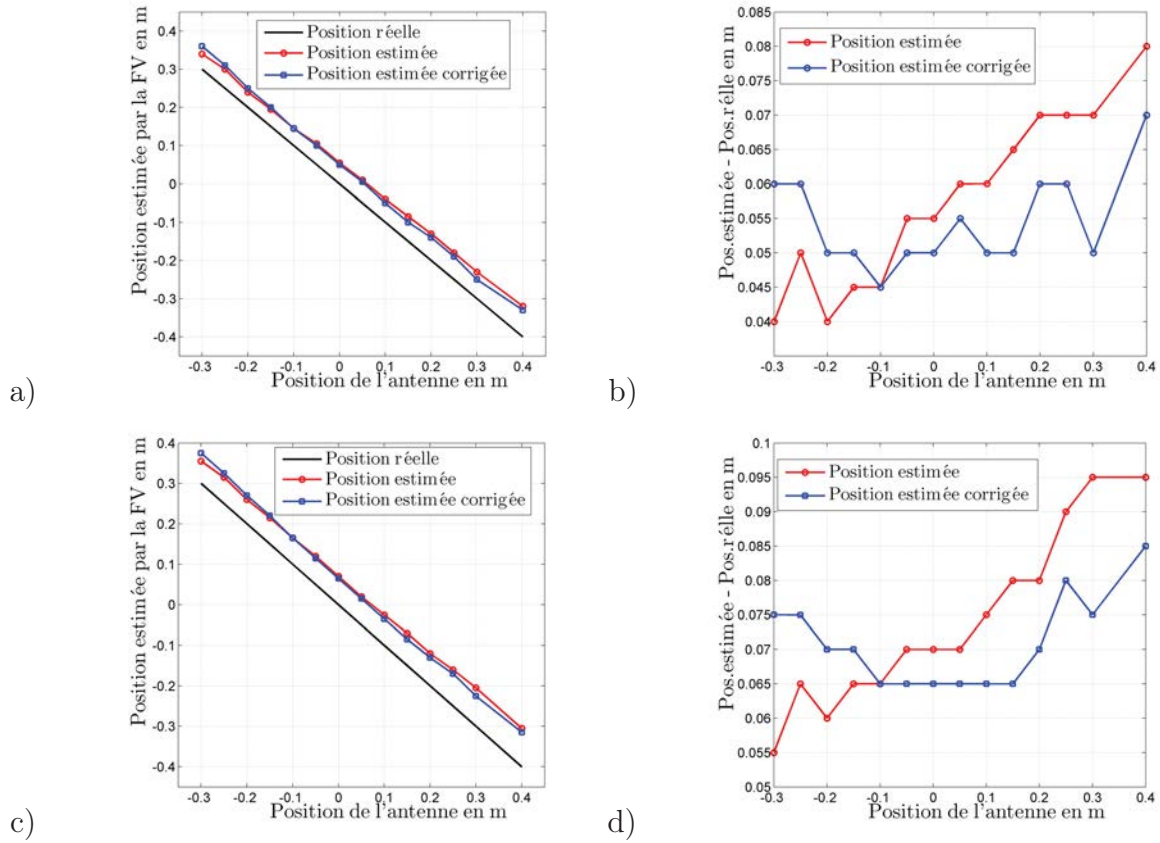 Position estimée par la FV en m
0.4
0.3
0.2
0.1
0
-0.1
-0.2
-0.3
-0.4
Position réelle
Position estimée
Position estimée corrigée
-0.3 -0.2 -0.1 0 0.1 0.2 0.3 0.4
Position de l'antenne en m
a)
Pos.estimée - Pos.rélle en m
0.085
0.08
0.075
0.07
0.065
0.06
0.055
0.05
0.045
0.04
Position estimée
Position estimée corrigée
-0.3 -0.2 -0.1 0 0.1 0.2 0.3 0.4
Position de l'antenne en m
b)
Position estimée par la FV en m
0.4
0.3
0.2
0.1
0
-0.1
-0.2
-0.3
-0.4
Position réelle
Position estimée
Position estimée corrigée
-0.3 -0.2 -0.1 0 0.1 0.2 0.3 0.4
Position de l'antenne en m
c)
Pos.estimée - Pos.rélle en m
0.1
0.095
0.09
0.085
0.08
0.075
0.07
0.065
0.06
0.055
0.05
Position estimée
Position estimée corrigée
-0.3 -0.2 -0.1 0 0.1 0.2 0.3 0.4
Position de l'antenne en m
d)